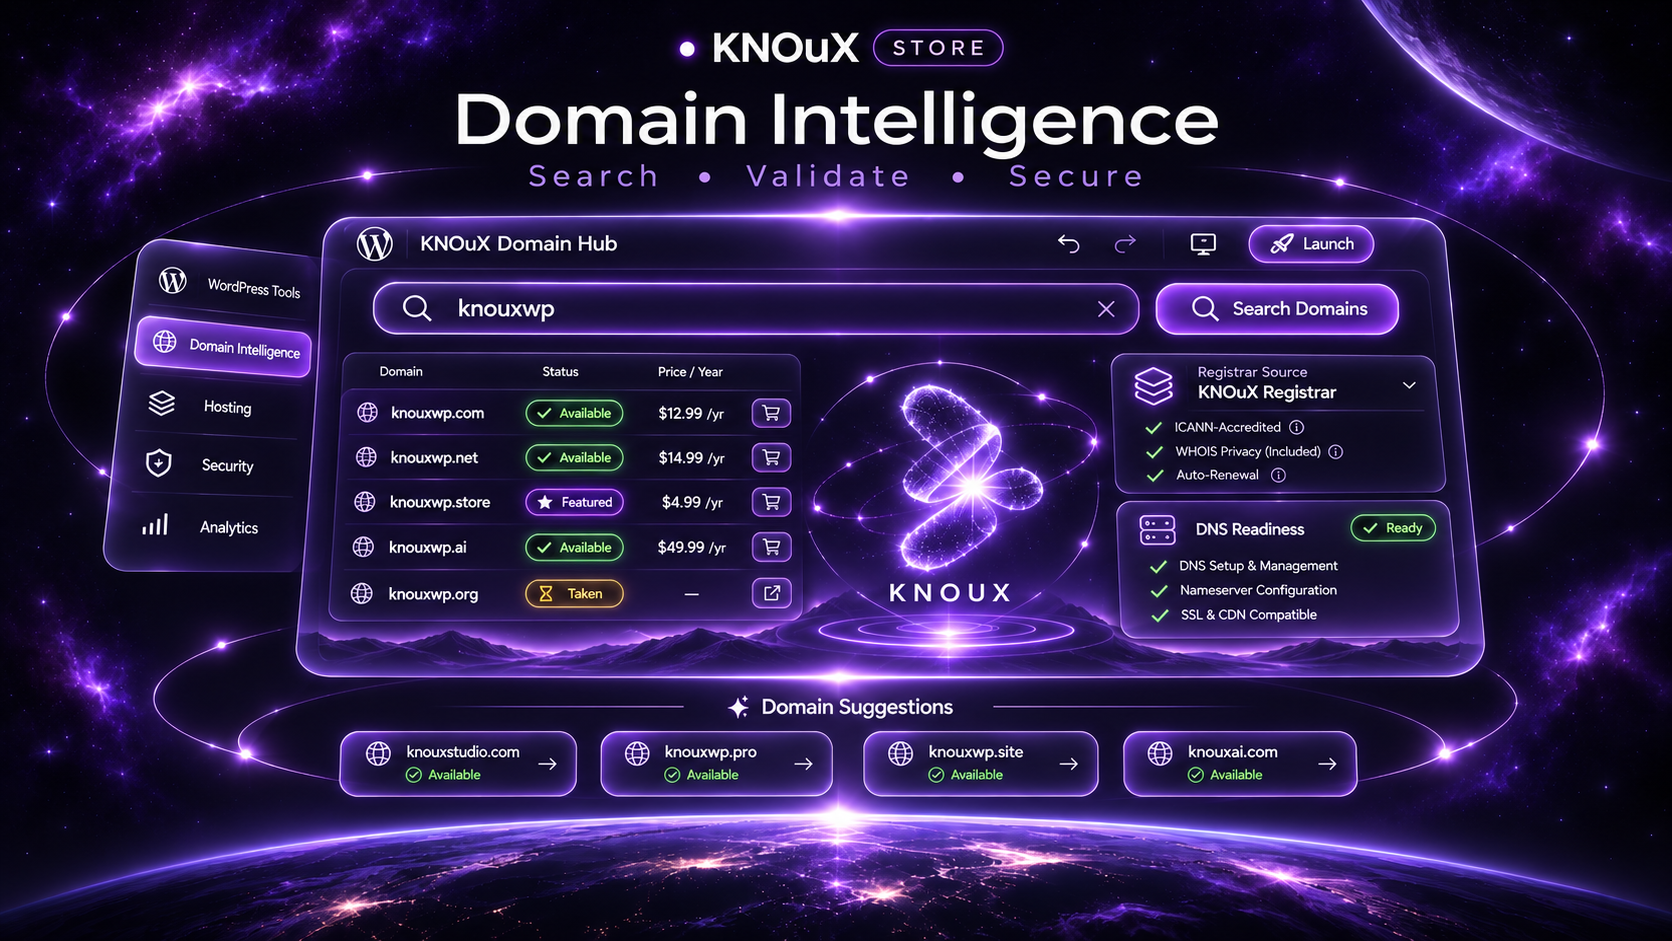 KNOuX STORE
Domain Intelligence
Search • Validate • Secure
KNOuX Domain Hub
Launch
WordPress Tools
Domain Intelligence
Hosting
Security
Analytics
knouxwp
Search Domains
Domain Status Price / Year
knouxwp.com Available $12.99 /yr
knouxwp.net Available $14.99 /yr
knouxwp.store Featured $4.99 /yr
knouxwp.ai Available $49.99 /yr
knouxwp.org Taken —
KNOUX
Registrar Source
KNOuX Registrar
ICANN-Accredited
WHOIS Privacy (Included)
Auto-Renewal
DNS Readiness Ready
DNS Setup & Management
Nameserver Configuration
SSL & CDN Compatible
Domain Suggestions
knouxstudio.com
Available
knouxwp.pro
Available
knouxwp.site
Available
knouxai.com
Available